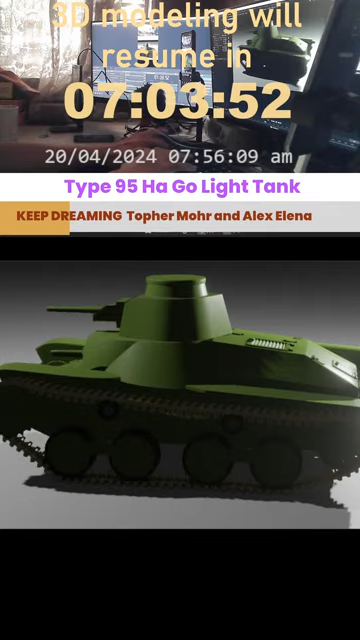 3D modeling will
resume in
07:03:52
20/04/2024 07:56:09 am
Type 95 Ha Go Light Tank
KEEP DREAMING Topher Mohr and Alex Elena